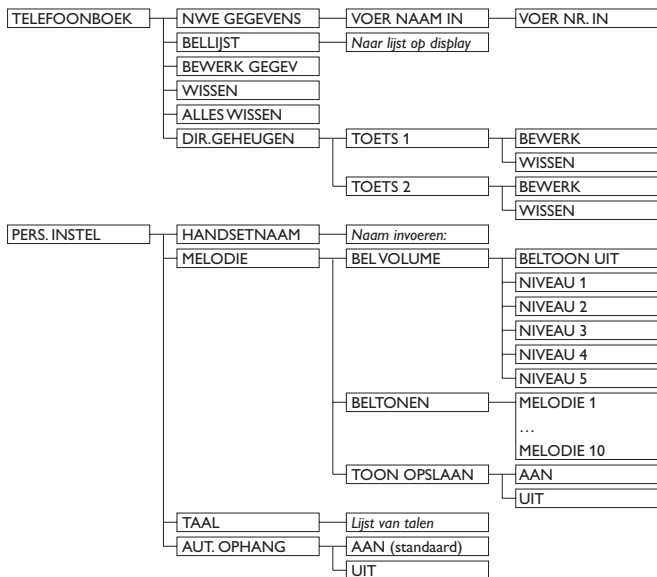 TELEFOONBOEK NWE GEGEVENS VOER NAAM IN VOER NR. IN
BELLIJST Naar lijst op display
BEWERK GEGEV
WISSEN
ALLES WISSEN
DIR.GEHEUGEN TOETS 1 BEWERK
WISSEN
TOETS 2 BEWERK
WISSEN
PERS. INSTEL HANDSETNAAM Naam invoeren:
MELODIE BEL VOLUME BELTOON UIT
NIVEAU 1
NIVEAU 2
NIVEAU 3
NIVEAU 4
NIVEAU 5
BELTONEN MELODIE 1
...
MELODIE 10
TOON OPSLAAN AAN
UIT
TAAL Lijst van talen
AUT. OPHANG AAN (standaard)
UIT